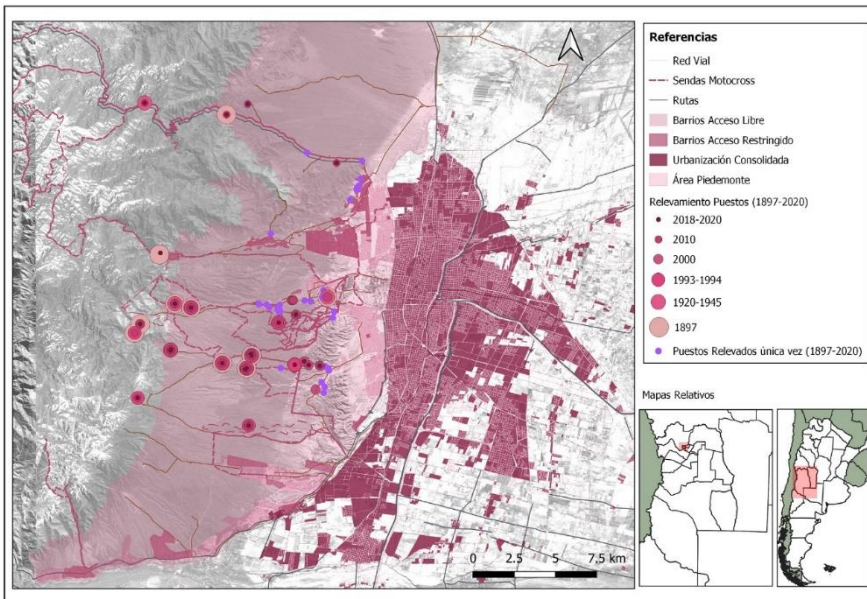 Referencias
Red Vial
Sendas Motocross
Rutas
Barrios Acceso Libre
Barrios Acceso Restringido
Urbanización Consolidada
Área Piedemonte
Relevamiento Puestos (1897-2020)
2018-2020
2010
2000
1993-1994
1920-1945
1897
Puestos Relevados única vez (1897-2020)
Mapas Relativos
0 2.5 5 7.5 km